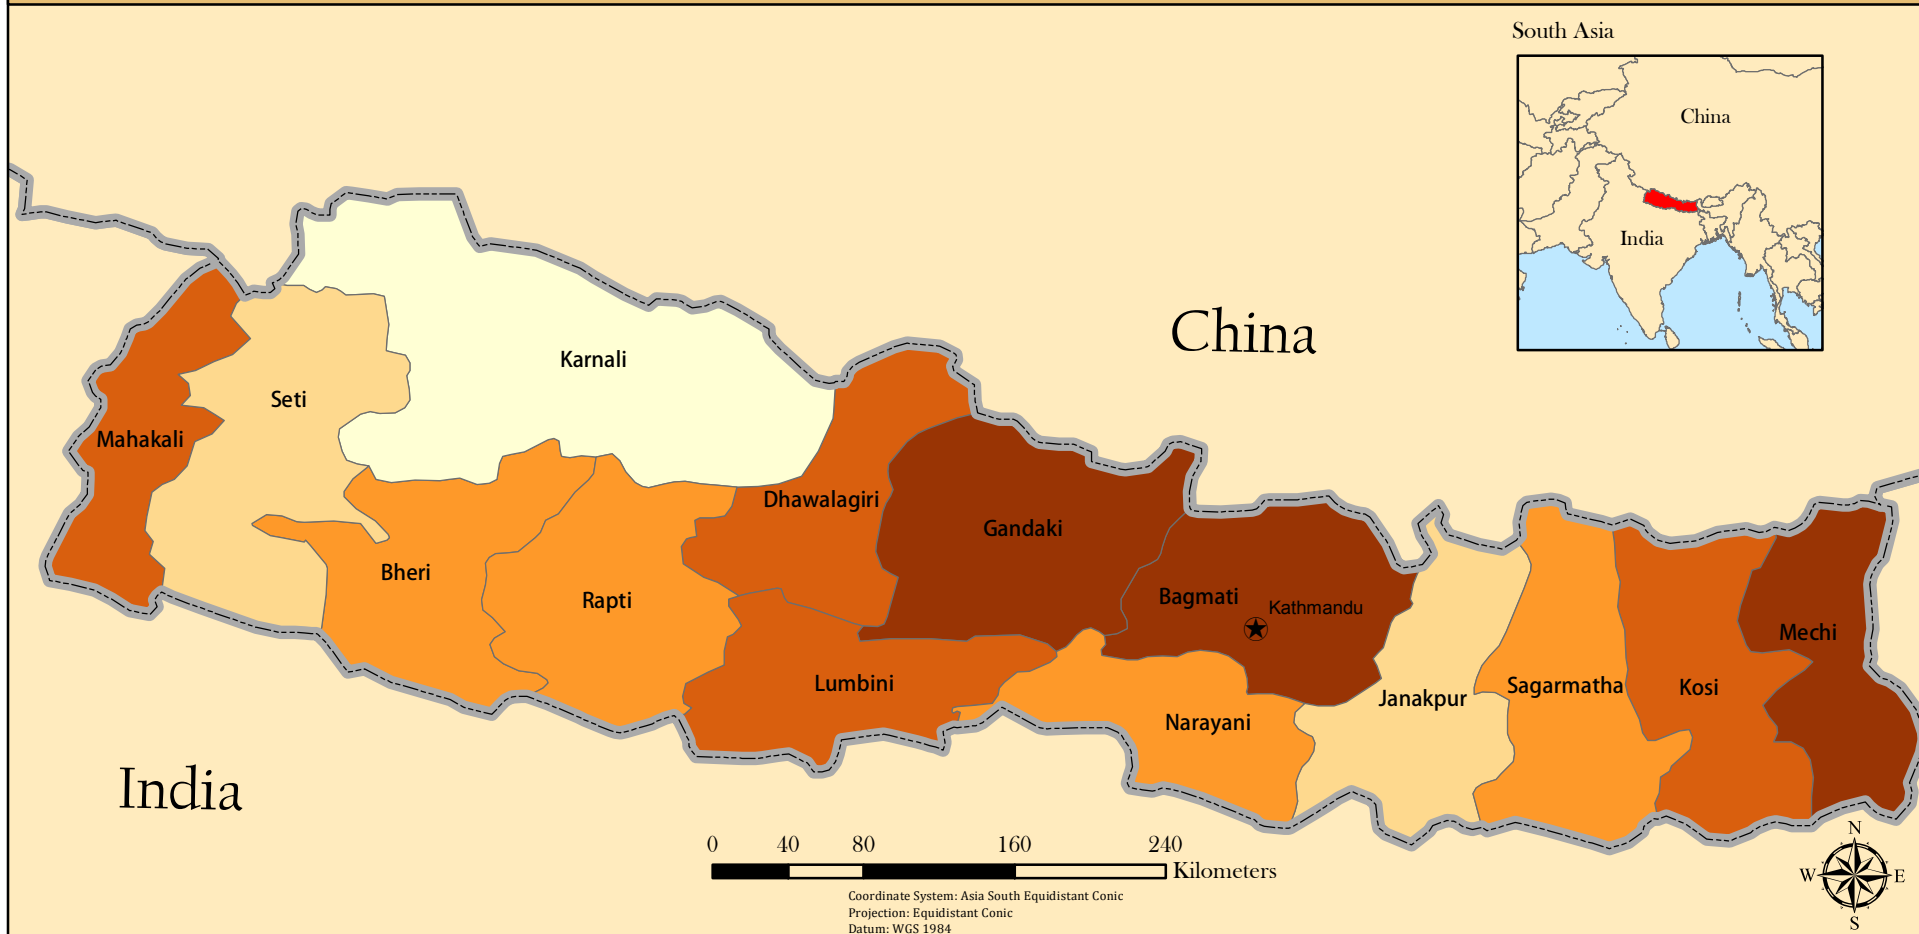 South Asia
China
India
China
Karnali
Seti
Mahakali
Dhawalagiri
Gandaki
Bheri
Rapti
Bagmati
Kathmandu
Mechi
Lumbini
Janakpur
Sagarmatha
Kosi
Narayani
India
0 40 80 160 240
Kilometers
Coordinate System: Asia South Equidistant Conic
Projection: Equidistant Conic
Datum: WGS 1984
N
W E
S